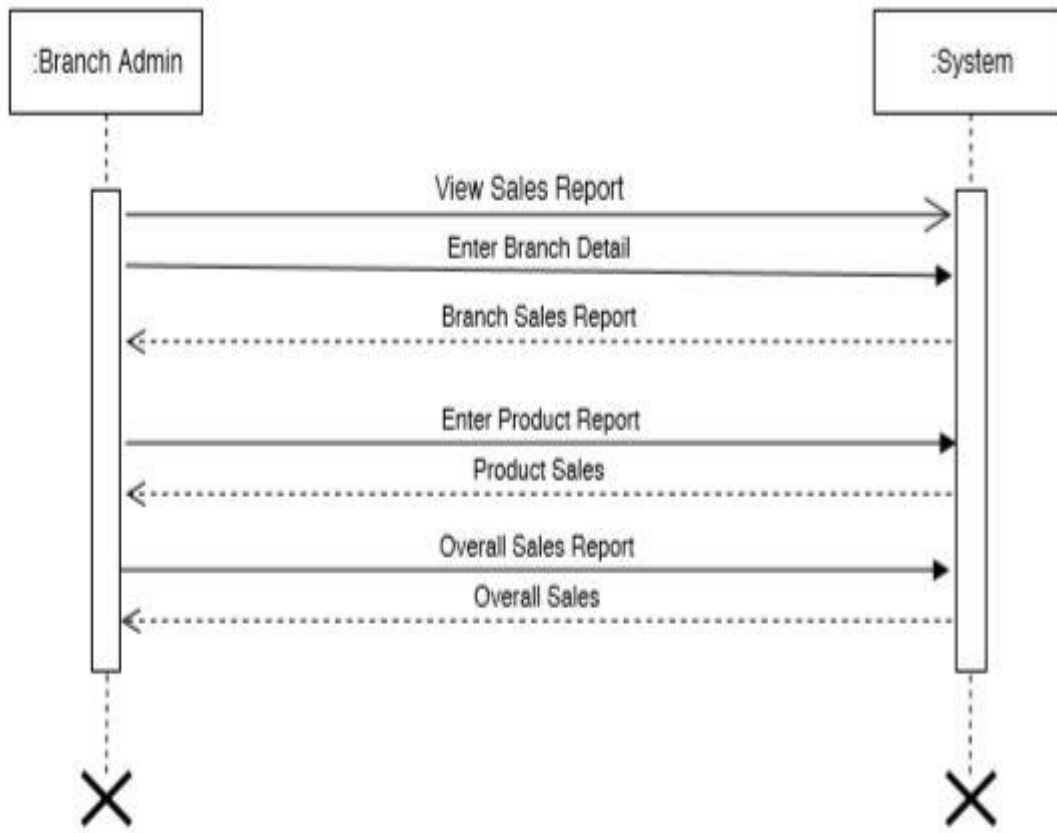 :Branch Admin
:System
View Sales Report
Enter Branch Detail
Branch Sales Report
Enter Product Report
Product Sales
Overall Sales Report
Overall Sales